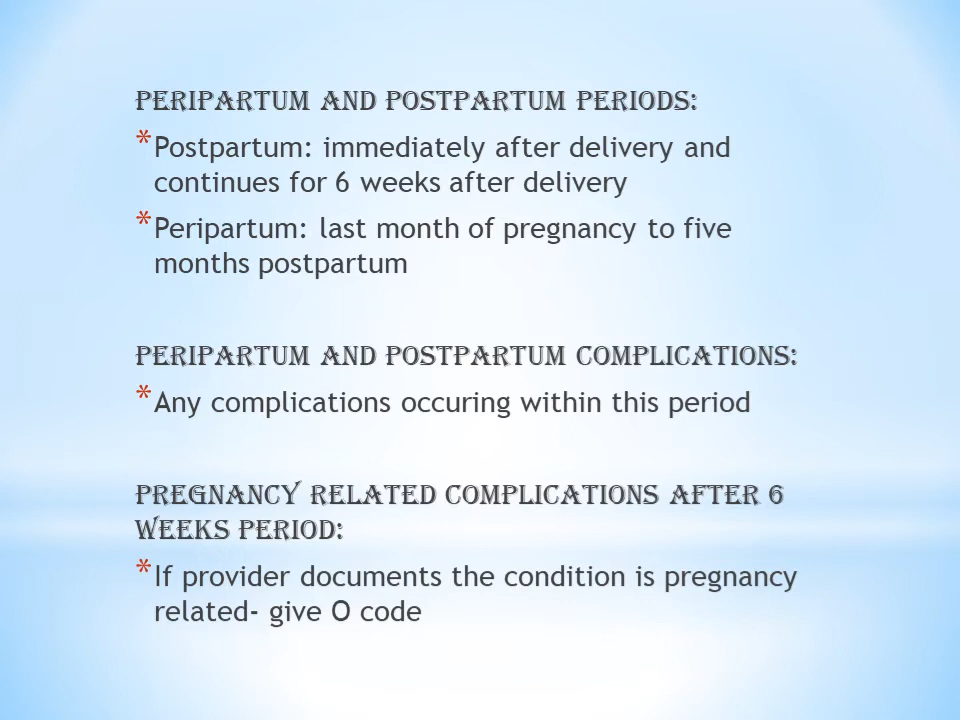 PERIPARTUM AND POSTPARTUM PERIODS:
* Postpartum: immediately after delivery and
continues for 6 weeks after delivery
* Peripartum: last month of pregnancy to five
months postpartum
PERIPARTUM AND POSTPARTUM COMPLICATIONS:
* Any complications occuring within this period
PREGNANCY RELATED COMPLICATIONS AFTER 6
WEEKS PERIOD:
* If provider documents the condition is pregnancy
related- give O code